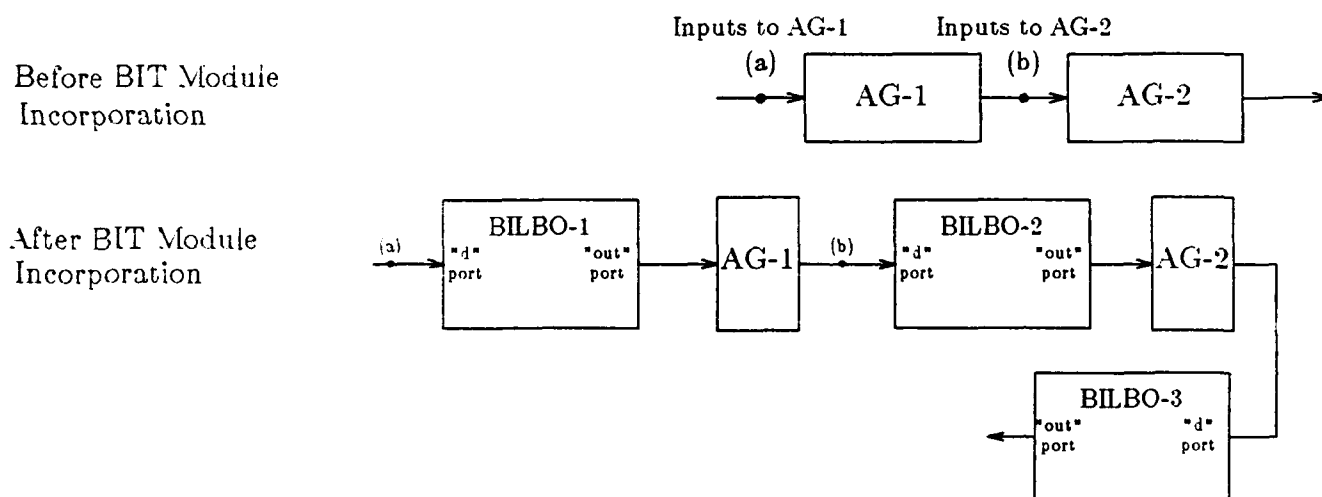 Inputs to AG-1
Inputs to AG-2
Before BIT Module
Incorporation
(a)
(b)
AG-1
AG-2
After BIT Module
Incorporation
(a)
BILBO-1
"d"
port
"out"
port
AG-1
(b)
BILBO-2
"d"
port
"out"
port
AG-2
BILBO-3
"out"
port
"d"
port